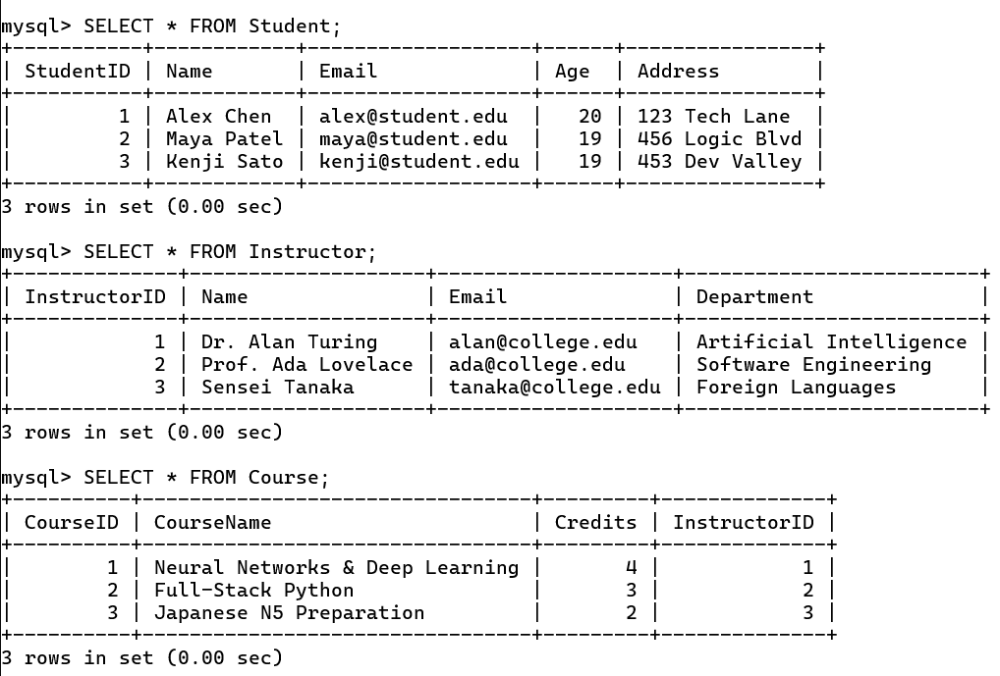 mysql> SELECT * FROM Student;
+-----------+------------+-------------------+------+---------------+
| StudentID | Name       | Email             | Age  | Address       |
+-----------+------------+-------------------+------+---------------+
|         1 | Alex Chen  | alex@student.edu  |   20 | 123 Tech Lane |
|         2 | Maya Patel | maya@student.edu  |   19 | 456 Logic Blvd |
|         3 | Kenji Sato | kenji@student.edu |   19 | 453 Dev Valley |
+-----------+------------+-------------------+------+---------------+
3 rows in set (0.00 sec)
mysql> SELECT * FROM Instructor;
+--------------+--------------------+--------------------+-------------------------+
| InstructorID | Name               | Email              | Department              |
+--------------+--------------------+--------------------+-------------------------+
|            1 | Dr. Alan Turing    | alan@college.edu   | Artificial Intelligence |
|            2 | Prof. Ada Lovelace | ada@college.edu    | Software Engineering    |
|            3 | Sensei Tanaka      | tanaka@college.edu | Foreign Languages       |
+--------------+--------------------+--------------------+-------------------------+
3 rows in set (0.00 sec)
mysql> SELECT * FROM Course;
+----------+---------------------------------+---------+--------------+
| CourseID | CourseName                      | Credits | InstructorID |
+----------+---------------------------------+---------+--------------+
|        1 | Neural Networks & Deep Learning |       4 |            1 |
|        2 | Full-Stack Python               |       3 |            2 |
|        3 | Japanese N5 Preparation         |       2 |            3 |
+----------+---------------------------------+---------+--------------+
3 rows in set (0.00 sec)